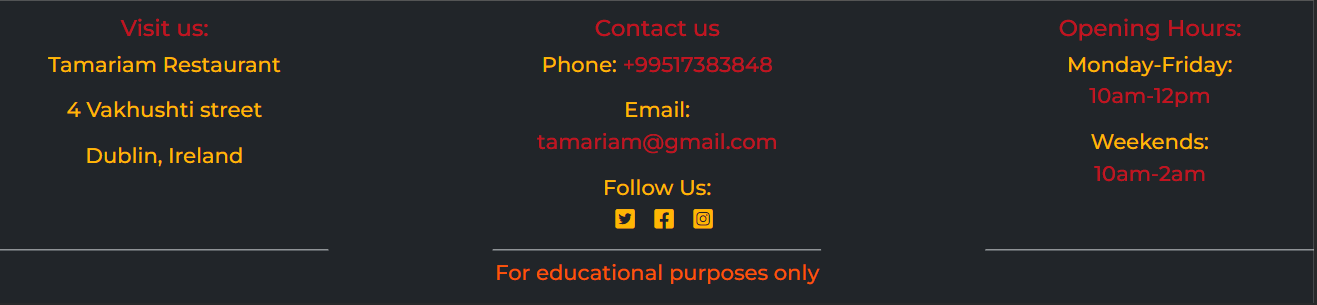 Visit us:
Tamariam Restaurant
4 Vakhushti street
Dublin, Ireland
Contact us
Phone: +99517383848
Email:
tamariam@gmail.com
Follow Us:
Opening Hours:
Monday-Friday:
10am-12pm
Weekends:
10am-2am
For educational purposes only